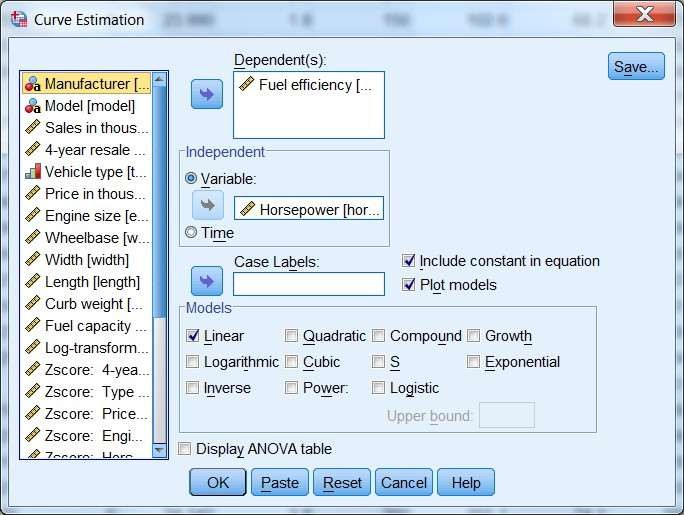 Curve Estimation
Manufacturer [...
Model [model]
Sales in thous...
4-year resale ...
Vehicle type [t...
Price in thous...
Engine size [e...
Wheelbase [w...
Width [width]
Length [length]
Curb weight [...
Fuel capacity ...
Log-transform...
Zscore: 4-yea...
Zscore: Type ...
Zscore: Price...
Zscore: Engi...
Zscore: Hors...
Dependent(s):
Fuel efficiency [...
Save...
Independent
Variable:
Horsepower [hor...
Time
Case Labels:
Include constant in equation
Plot models
Models
Linear Quadratic Compound Growth
Logarithmic Cubic S Exponential
Inverse Power: Logistic
Upper bound:
Display ANOVA table
OK Paste Reset Cancel Help